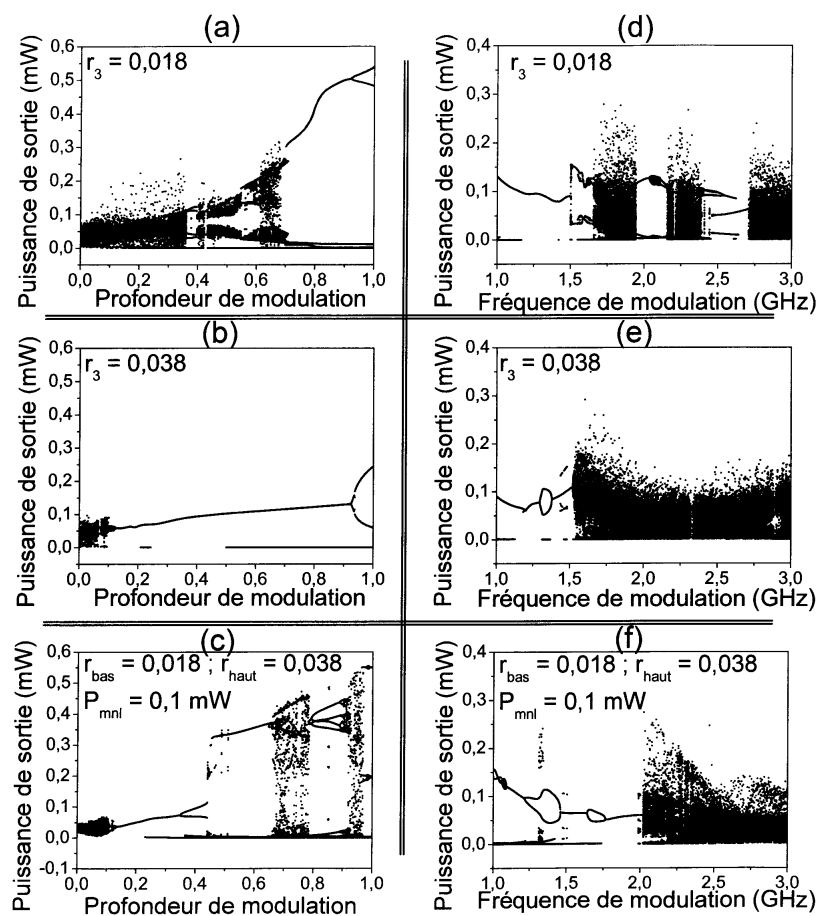 (a)
r₃ = 0,018
Puissance de sortie (mW)
0,6
0,5
0,4
0,3
0,2
0,1
0,0
0,0 0,2 0,4 0,6 0,8 1,0
Profondeur de modulation
(d)
r₃ = 0,018
Puissance de sortie (mW)
0,4
0,3
0,2
0,1
0,0
1,0 1,5 2,0 2,5 3,0
Fréquence de modulation (GHz)
(b)
r₃ = 0,038
Puissance de sortie (mW)
0,6
0,5
0,4
0,3
0,2
0,1
0,0
0,0 0,2 0,4 0,6 0,8 1,0
Profondeur de modulation
(e)
r₃ = 0,038
Puissance de sortie (mW)
0,4
0,3
0,2
0,1
0,0
1,0 1,5 2,0 2,5 3,0
Fréquence de modulation (GHz)
(c)
r_bas = 0,018 ; r_haut = 0,038
P_mnl = 0,1 mW
Puissance de sortie (mW)
0,6
0,5
0,4
0,3
0,2
0,1
0,0
-0,1
0,0 0,2 0,4 0,6 0,8 1,0
Profondeur de modulation
(f)
r_bas = 0,018 ; r_haut = 0,038
P_mnl = 0,1 mW
Puissance de sortie (mW)
0,4
0,3
0,2
0,1
0,0
1,0 1,5 2,0 2,5 3,0
Fréquence de modulation (GHz)